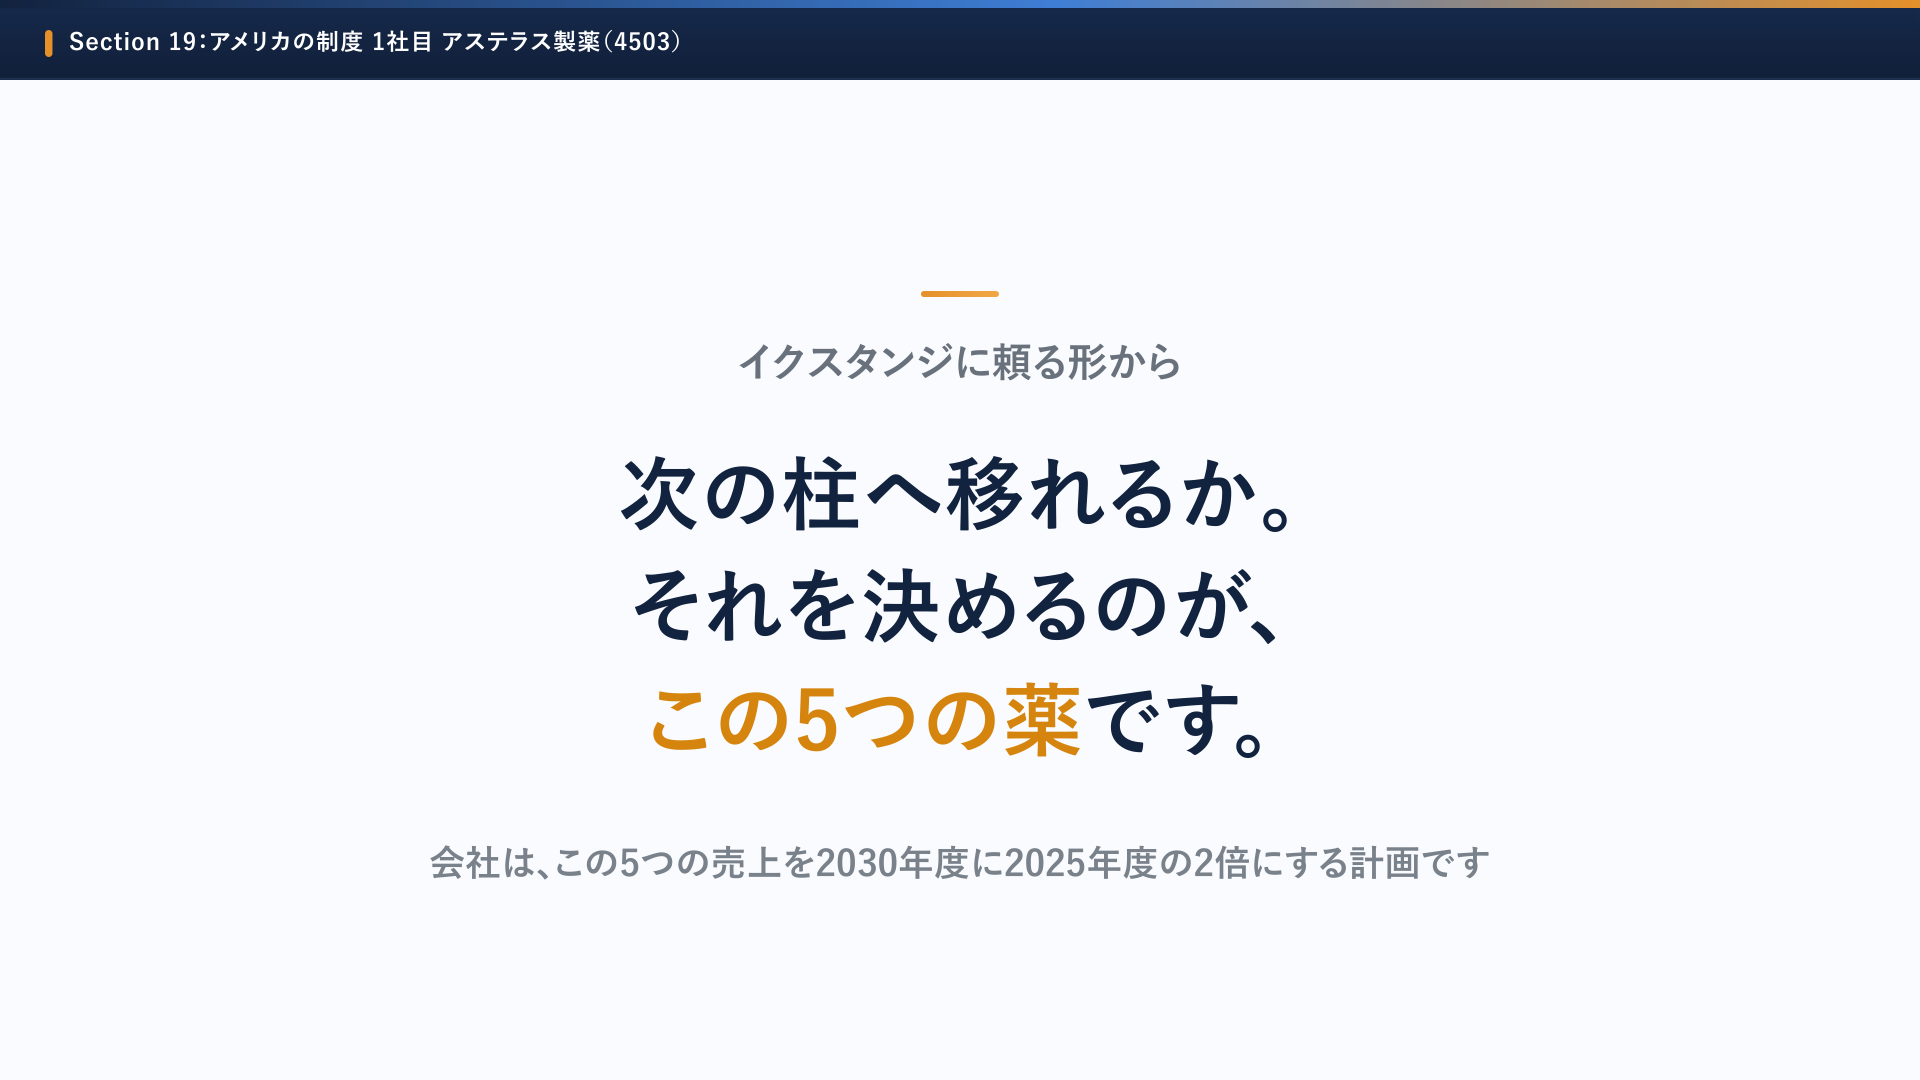 Section 19：アメリカの制度 1社目 アステラス製薬（4503）
イクスタンジに頼る形から
次の柱へ移れるか。
それを決めるのが、
この5つの薬です。
会社は、この5つの売上を2030年度に2025年度の2倍にする計画です